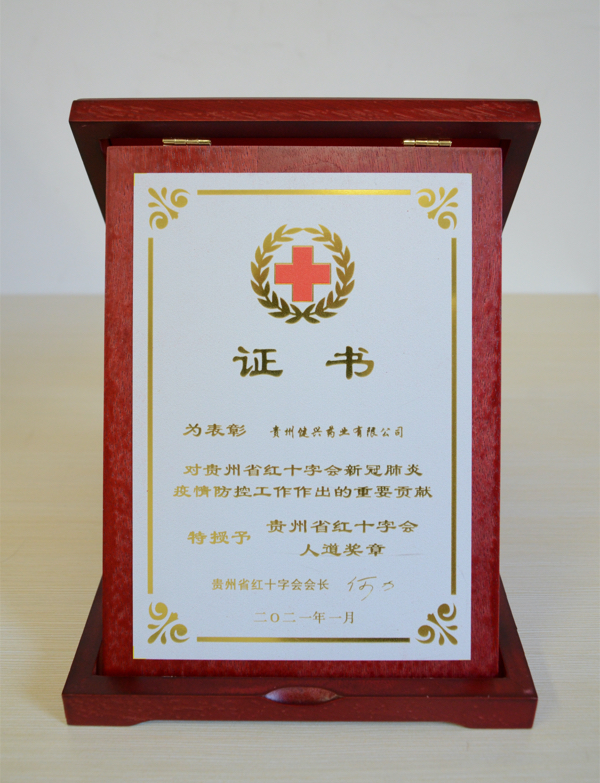 证 书
为表彰 贵州健兴药业有限公司
对贵州省红十字会新冠肺炎
疫情防控工作作出的重要贡献
特授予 贵州省红十字会
人道奖章
贵州省红十字会会长 何力
二〇二一年一月